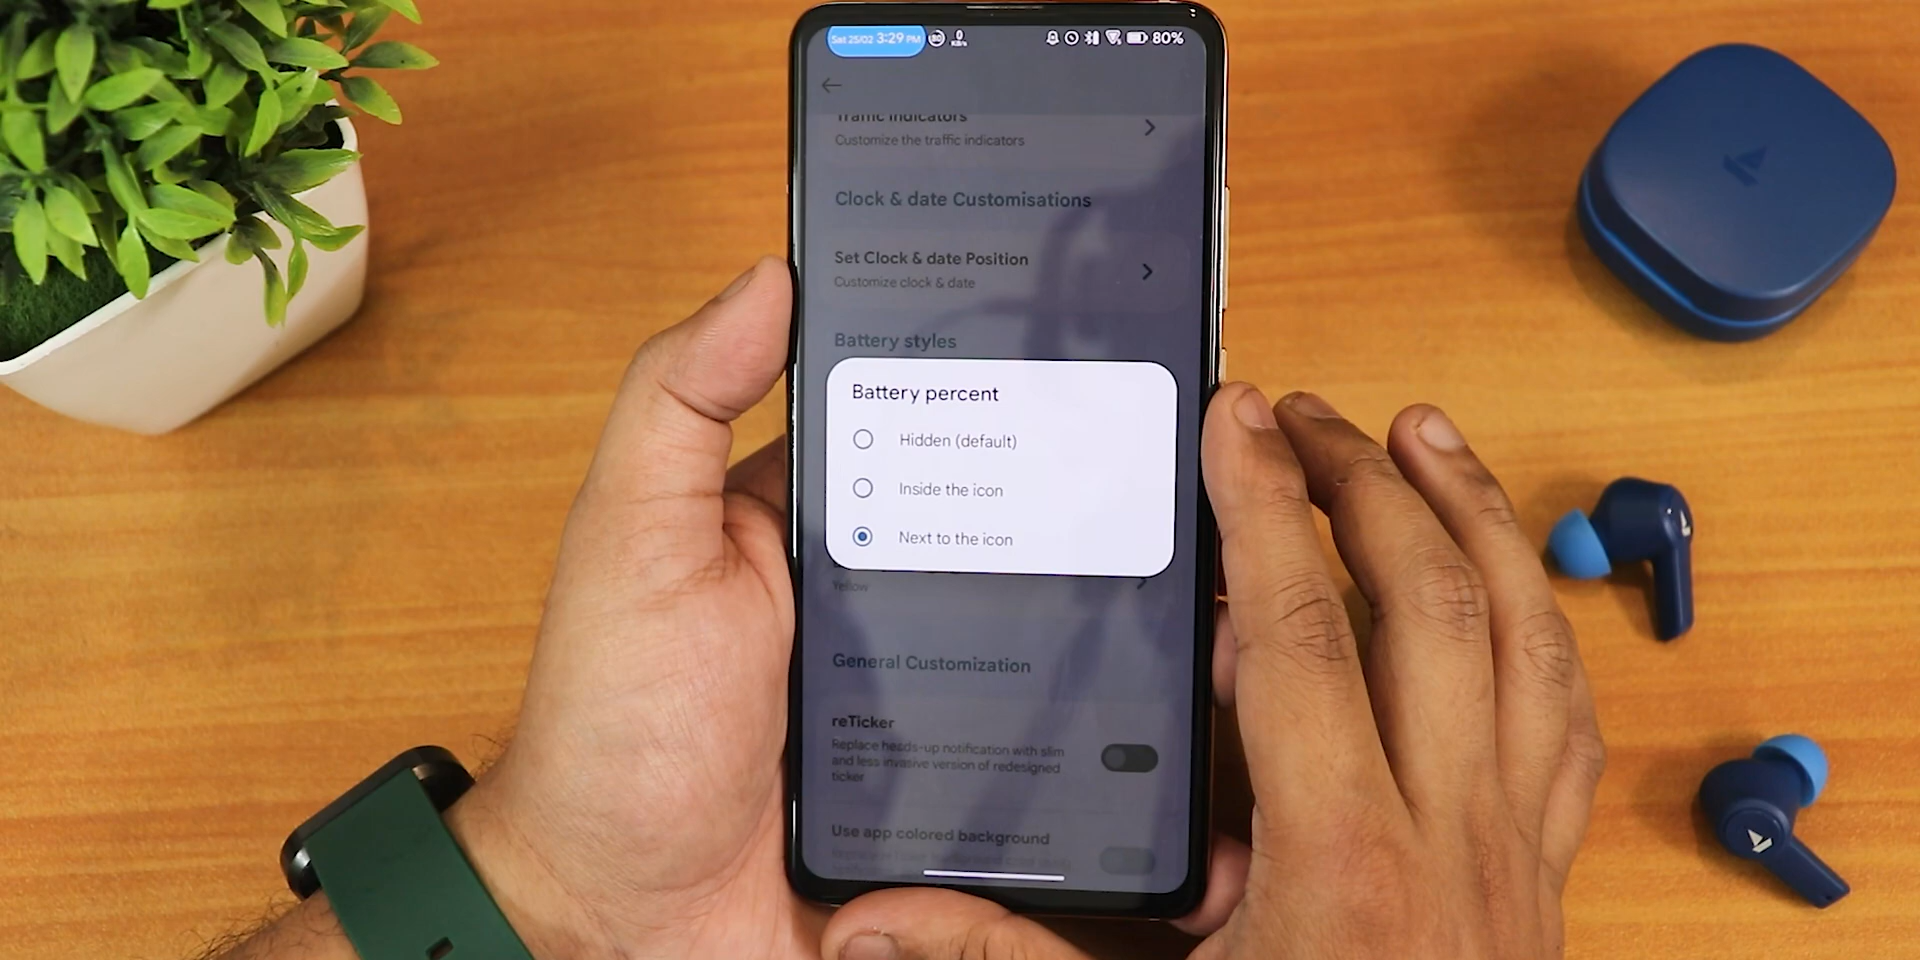 Sat 25/02 3:29 PM 80 0 KB/s 80%
Traffic indicators
Customize the traffic indicators
Clock & date Customisations
Set Clock & date Position
Customize clock & date
Battery styles
Battery percent
Hidden (default)
Inside the icon
Next to the icon
Yellow
General Customization
reTicker
Replace heads-up notification with slim
and less invasive version of redesigned
ticker
Use app colored background